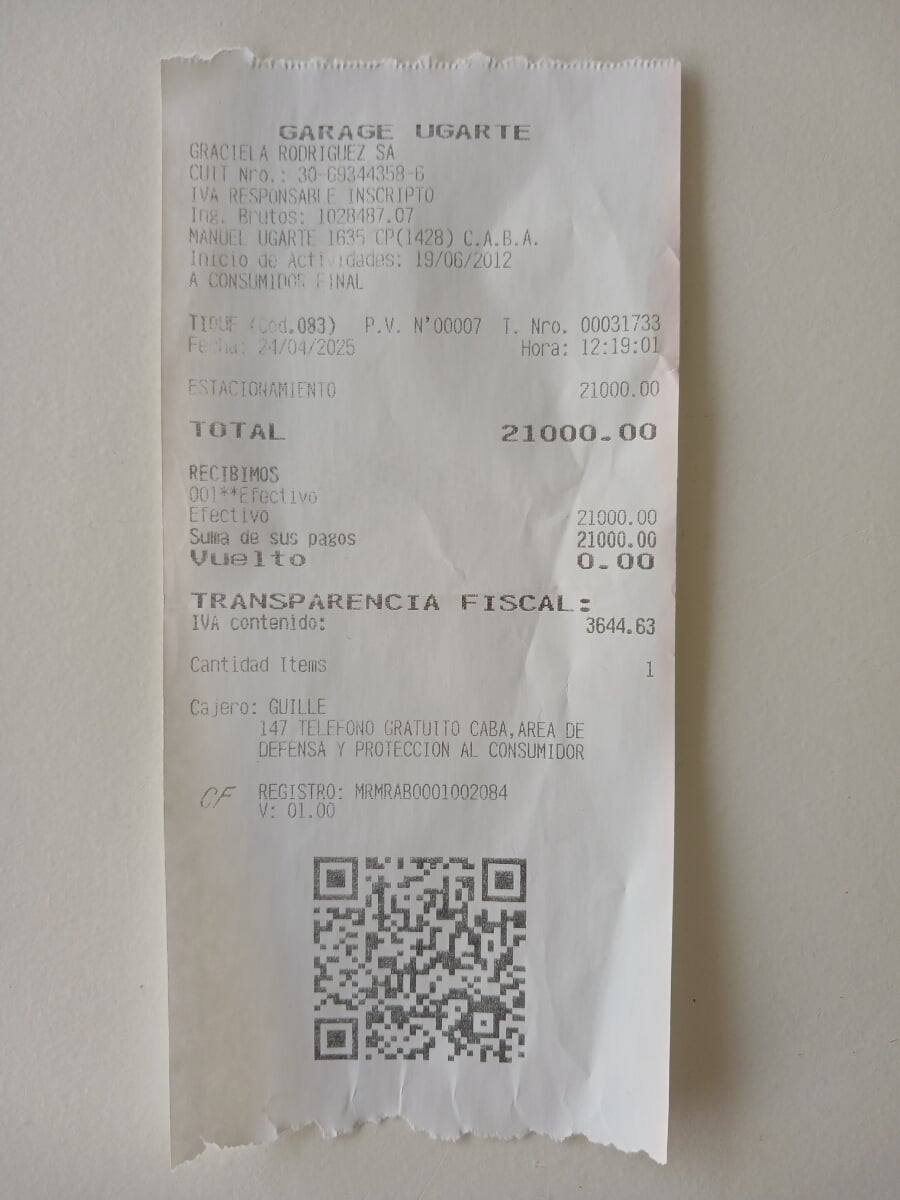 GARAGE UGARTE
GRACIELA RODRIGUEZ SA
CUIT Nro.: 30-69344358-6
IVA RESPONSABLE INSCRIPTO
Ing. Brutos: 1028487.07
MANUEL UGARTE 1635 CP(1428) C.A.B.A.
Inicio de Actividades: 19/06/2012
A CONSUMIDOR FINAL
TIQUE (Cod.083) P.V. N°00007 T. Nro. 00031733
Fecha: 24/04/2025 Hora: 12:19:01
ESTACIONAMIENTO 21000.00
TOTAL 21000.00
RECIBIMOS
001**Efectivo
Efectivo 21000.00
Suma de sus pagos 21000.00
Vuelto 0.00
TRANSPARENCIA FISCAL:
IVA contenido: 3644.63
Cantidad Items 1
Cajero: GUILLE
147 TELEFONO GRATUITO CABA,AREA DE
DEFENSA Y PROTECCION AL CONSUMIDOR
CF REGISTRO: MRMRAB0001002084
V: 01.00